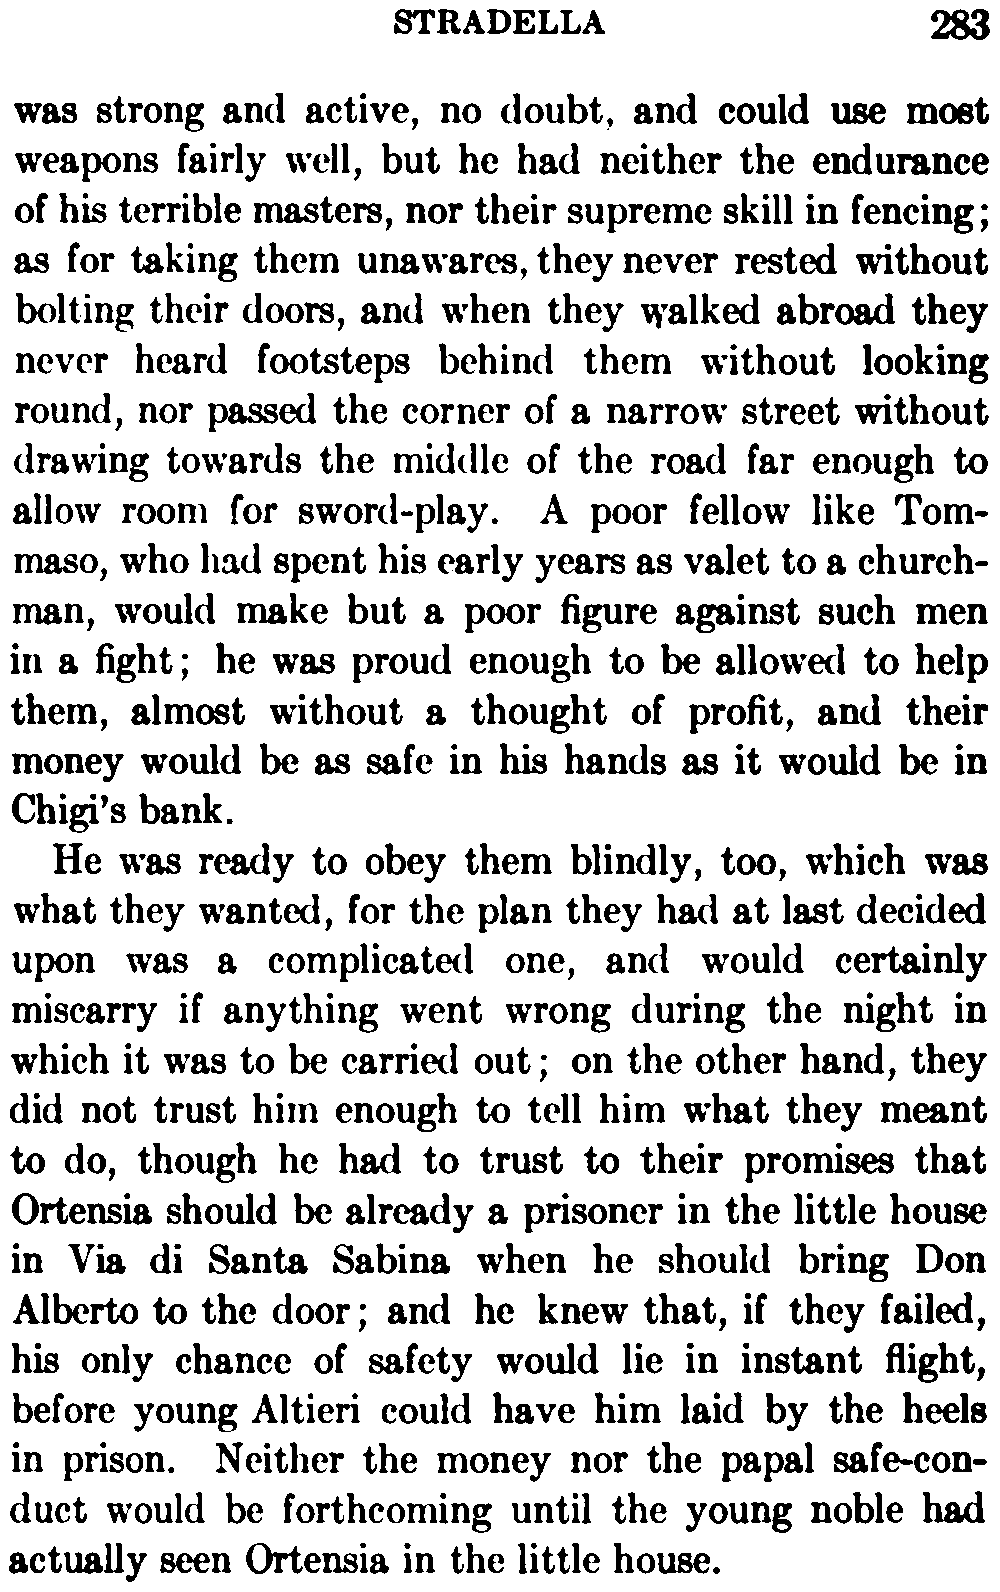 STRADELLA 283
was strong and active, no doubt, and could use most
weapons fairly well, but he had neither the endurance
of his terrible masters, nor their supreme skill in fencing;
as for taking them unawares, they never rested without
bolting their doors, and when they walked abroad they
never heard footsteps behind them without looking
round, nor passed the corner of a narrow street without
drawing towards the middle of the road far enough to
allow room for sword-play. A poor fellow like Tom-
maso, who had spent his early years as valet to a church-
man, would make but a poor figure against such men
in a fight; he was proud enough to be allowed to help
them, almost without a thought of profit, and their
money would be as safe in his hands as it would be in
Chigi's bank.
He was ready to obey them blindly, too, which was
what they wanted, for the plan they had at last decided
upon was a complicated one, and would certainly
miscarry if anything went wrong during the night in
which it was to be carried out; on the other hand, they
did not trust him enough to tell him what they meant
to do, though he had to trust to their promises that
Ortensia should be already a prisoner in the little house
in Via di Santa Sabina when he should bring Don
Alberto to the door; and he knew that, if they failed,
his only chance of safety would lie in instant flight,
before young Altieri could have him laid by the heels
in prison. Neither the money nor the papal safe-con-
duct would be forthcoming until the young noble had
actually seen Ortensia in the little house.